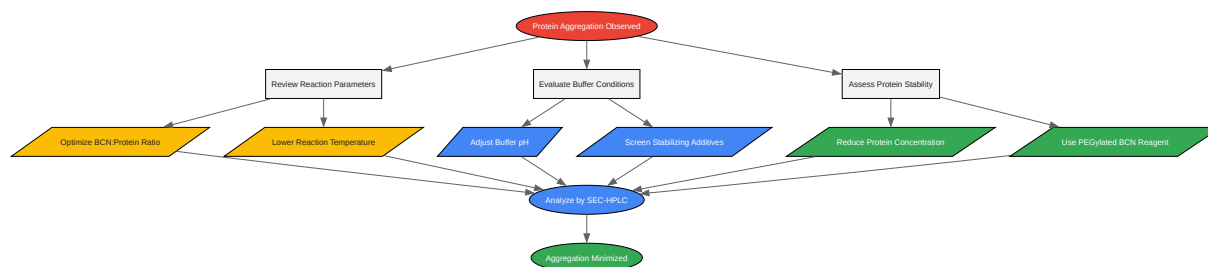 Protein Aggregation Observed
Review Reaction Parameters
Evaluate Buffer Conditions
Assess Protein Stability
Optimize BCN:Protein Ratio
Lower Reaction Temperature
Adjust Buffer pH
Screen Stabilizing Additives
Reduce Protein Concentration
Use PEGylated BCN Reagent
Analyze by SEC-HPLC
Aggregation Minimized